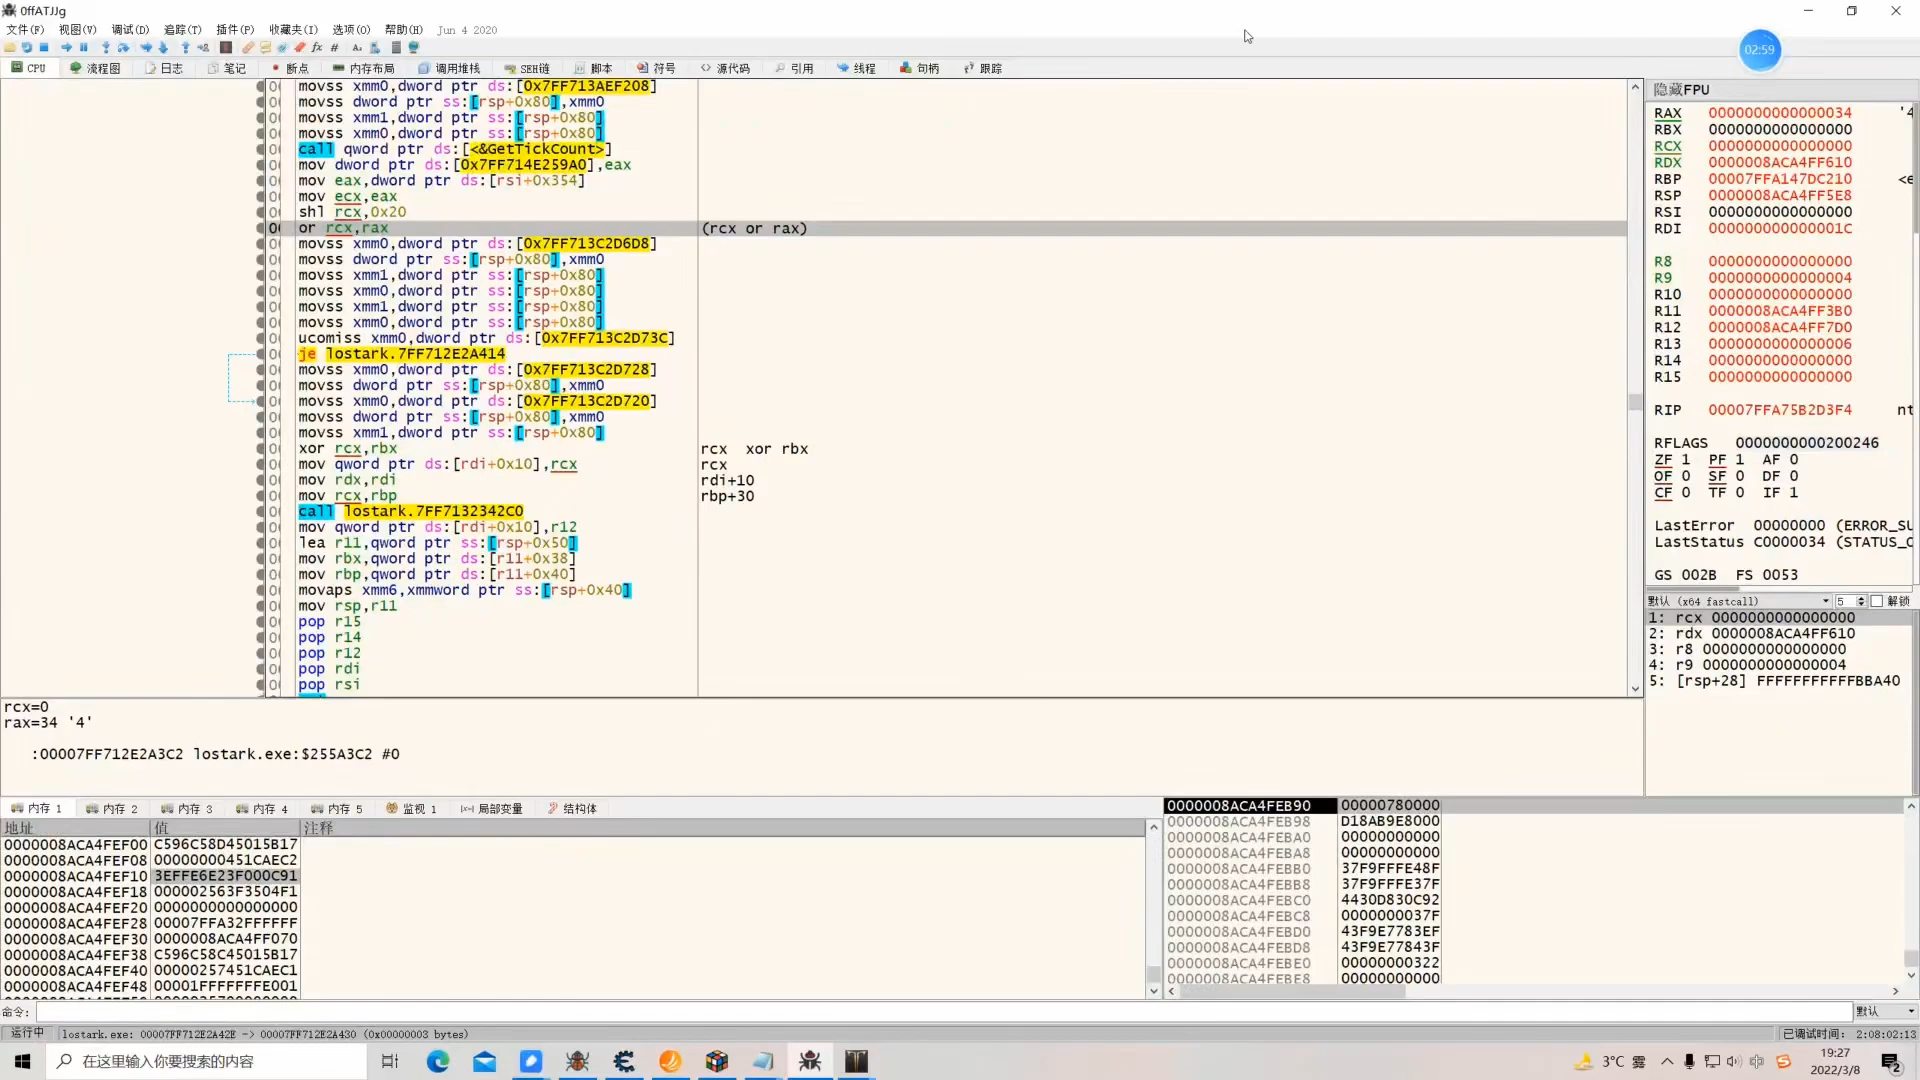 0ffATJJg
文件(F) 视图(V) 调试(D) 追踪(T) 插件(P) 收藏夹(I) 选项(O) 帮助(H) Jun 4 2020
02:59
CPU 流程图 日志 笔记 断点 内存布局 调用堆栈 SEH链 脚本 符号 源代码 引用 线程 句柄 跟踪
movss xmm0,dword ptr ds:[0x7FF713AEF208]
movss dword ptr ss:[rsp+0x80],xmm0
movss xmm1,dword ptr ss:[rsp+0x80]
movss xmm0,dword ptr ss:[rsp+0x80]
call qword ptr ds:[<&GetTickCount>]
mov dword ptr ds:[0x7FF714E259A0],eax
mov eax,dword ptr ds:[rsi+0x354]
mov ecx,eax
shl rcx,0x20
or rcx,rax (rcx or rax)
movss xmm0,dword ptr ds:[0x7FF713C2D6D8]
movss dword ptr ss:[rsp+0x80],xmm0
movss xmm1,dword ptr ss:[rsp+0x80]
movss xmm0,dword ptr ss:[rsp+0x80]
movss xmm1,dword ptr ss:[rsp+0x80]
movss xmm0,dword ptr ss:[rsp+0x80]
ucomiss xmm0,dword ptr ds:[0x7FF713C2D73C]
je lostark.7FF712E2A414
movss xmm0,dword ptr ds:[0x7FF713C2D728]
movss dword ptr ss:[rsp+0x80],xmm0
movss xmm0,dword ptr ds:[0x7FF713C2D720]
movss dword ptr ss:[rsp+0x80],xmm0
movss xmm1,dword ptr ss:[rsp+0x80]
xor rcx,rbx rcx xor rbx
mov qword ptr ds:[rdi+0x10],rcx rcx
mov rdx,rdi rdi+10
mov rcx,rbp rbp+30
call lostark.7FF7132342C0
mov qword ptr ds:[rdi+0x10],r12
lea r11,qword ptr ss:[rsp+0x50]
mov rbx,qword ptr ds:[r11+0x38]
mov rbp,qword ptr ds:[r11+0x40]
movaps xmm6,xmmword ptr ss:[rsp+0x40]
mov rsp,r11
pop r15
pop r14
pop r12
pop rdi
pop rsi
隐藏FPU
RAX 0000000000000034 '4
RBX 0000000000000000
RCX 0000000000000000
RDX 0000008ACA4FF610
RBP 00007FFA147DC210 <e
RSP 0000008ACA4FF5E8
RSI 0000000000000000
RDI 000000000000001C
R8 0000000000000000
R9 0000000000000004
R10 0000000000000000
R11 0000008ACA4FF3B0
R12 0000008ACA4FF7D0
R13 0000000000000006
R14 0000000000000000
R15 0000000000000000
RIP 00007FFA75B2D3F4 nt
RFLAGS 0000000000200246
ZF 1 PF 1 AF 0
OF 0 SF 0 DF 0
CF 0 TF 0 IF 1
LastError 00000000 (ERROR_SU
LastStatus C0000034 (STATUS_O
GS 002B FS 0053
默认 (x64 fastcall) 5 解锁
1: rcx 0000000000000000
2: rdx 0000008ACA4FF610
3: r8 0000000000000000
4: r9 0000000000000004
5: [rsp+28] FFFFFFFFFFFBBA40
rcx=0
rax=34 '4'
:00007FF712E2A3C2 lostark.exe:$255A3C2 #0
内存 1 内存 2 内存 3 内存 4 内存 5 监视 1 局部变量 结构体
地址 值 注释
0000008ACA4FEF00 C596C58D45015B17
0000008ACA4FEF08 00000000451CAEC2
0000008ACA4FEF10 3EFFE6E23F000C91
0000008ACA4FEF18 000002563F3504F1
0000008ACA4FEF20 0000000000000000
0000008ACA4FEF28 00007FFA32FFFFFF
0000008ACA4FEF30 0000008ACA4FF070
0000008ACA4FEF38 C596C58C45015B17
0000008ACA4FEF40 00000257451CAEC1
0000008ACA4FEF48 00001FFFFFFFE001
0000008ACA4FEB90 00000780000
0000008ACA4FEB98 D18AB9E8000
0000008ACA4FEBA0 00000000000
0000008ACA4FEBA8 00000000000
0000008ACA4FEBB0 37F9FFFE48F
0000008ACA4FEBB8 37F9FFFE37F
0000008ACA4FEBC0 4430D830C92
0000008ACA4FEBC8 0000000037F
0000008ACA4FEBD0 43F9E7783EF
0000008ACA4FEBD8 43F9E77843F
0000008ACA4FEBE0 00000000322
0000008ACA4FEBE8 00000000000
命令: 默认
运行中 lostark.exe: 00007FF712E2A42E -> 00007FF712E2A430 (0x00000003 bytes) 已调试时间: 2:08:02:13
在这里输入你要搜索的内容 3°C 雾 中 19:27
2022/3/8 2